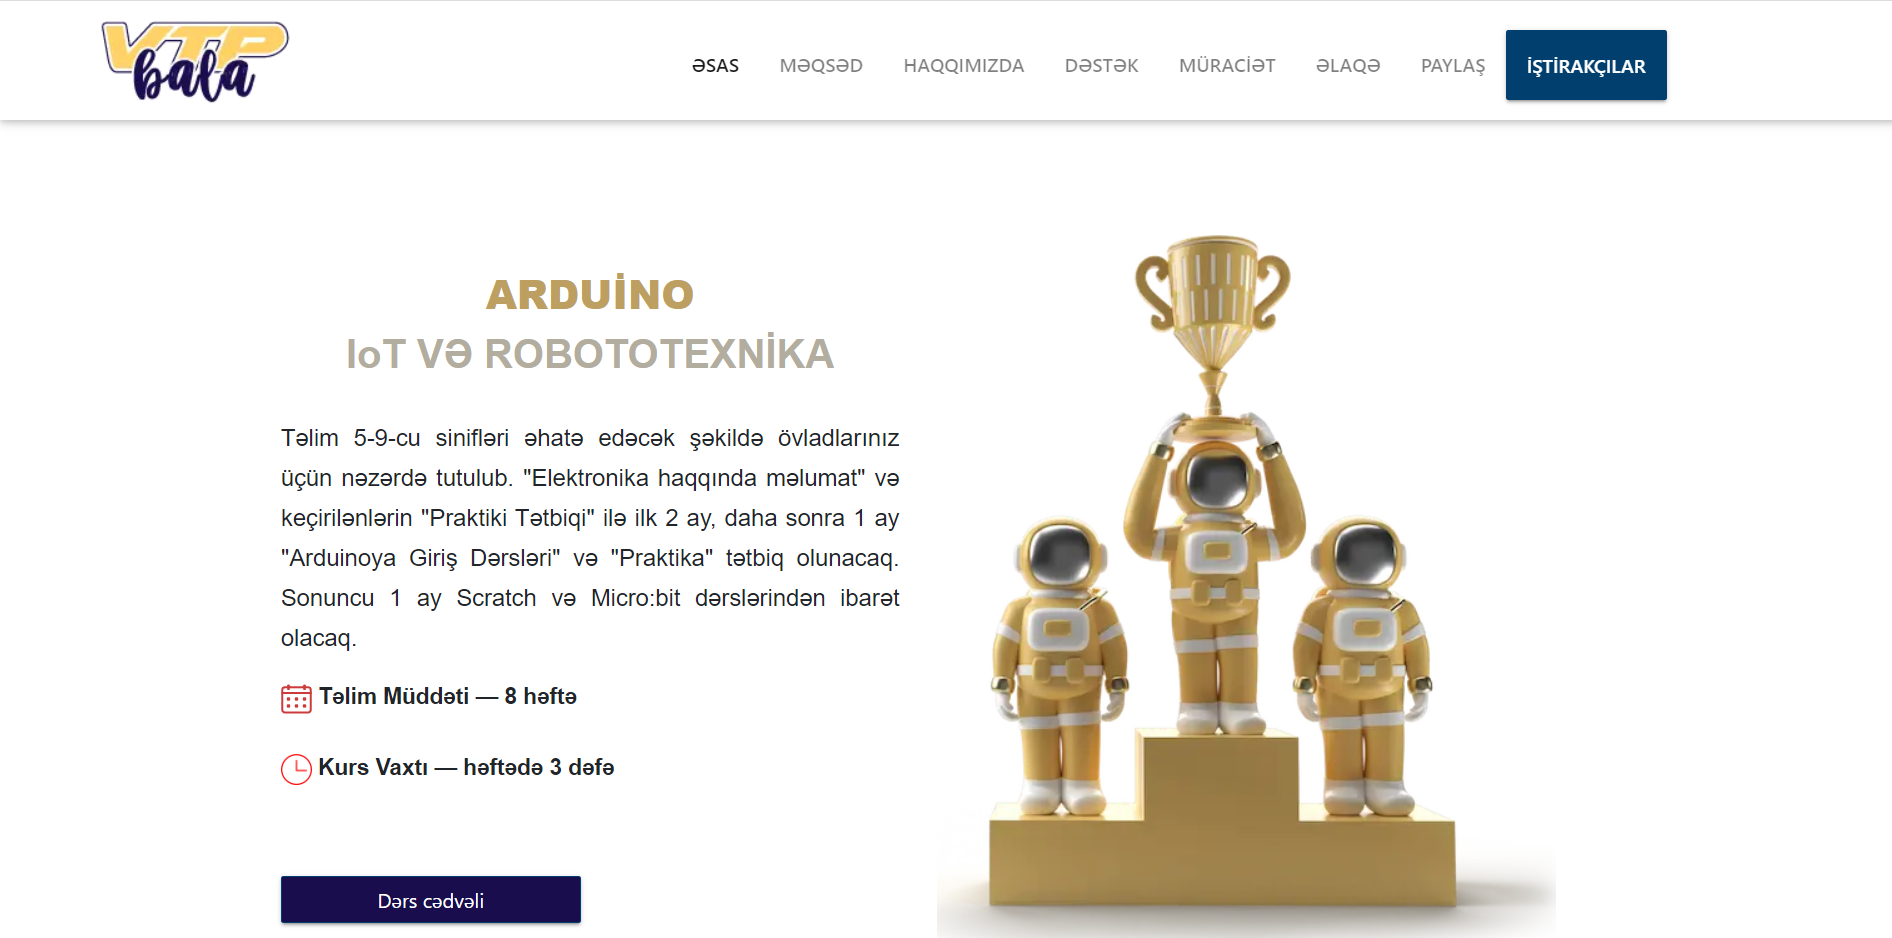 VTP
bala
ƏSAS MƏQSƏD HAQQIMIZDA DƏSTƏK MÜRACİƏT ƏLAQƏ PAYLAŞ İŞTİRAKÇILAR
ARDUİNO
IoT VƏ ROBOTOTEXNİKA
Təlim 5-9-cu sinifləri əhatə edəcək şəkildə övladlarınız
üçün nəzərdə tutulub. "Elektronika haqqında məlumat" və
keçirilənlərin "Praktiki Tətbiqi" ilə ilk 2 ay, daha sonra 1 ay
"Arduinoya Giriş Dərsləri" və "Praktika" tətbiq olunacaq.
Sonuncu 1 ay Scratch və Micro:bit dərslərindən ibarət
olacaq.
Təlim Müddəti — 8 həftə
Kurs Vaxtı — həftədə 3 dəfə
Dərs cədvəli